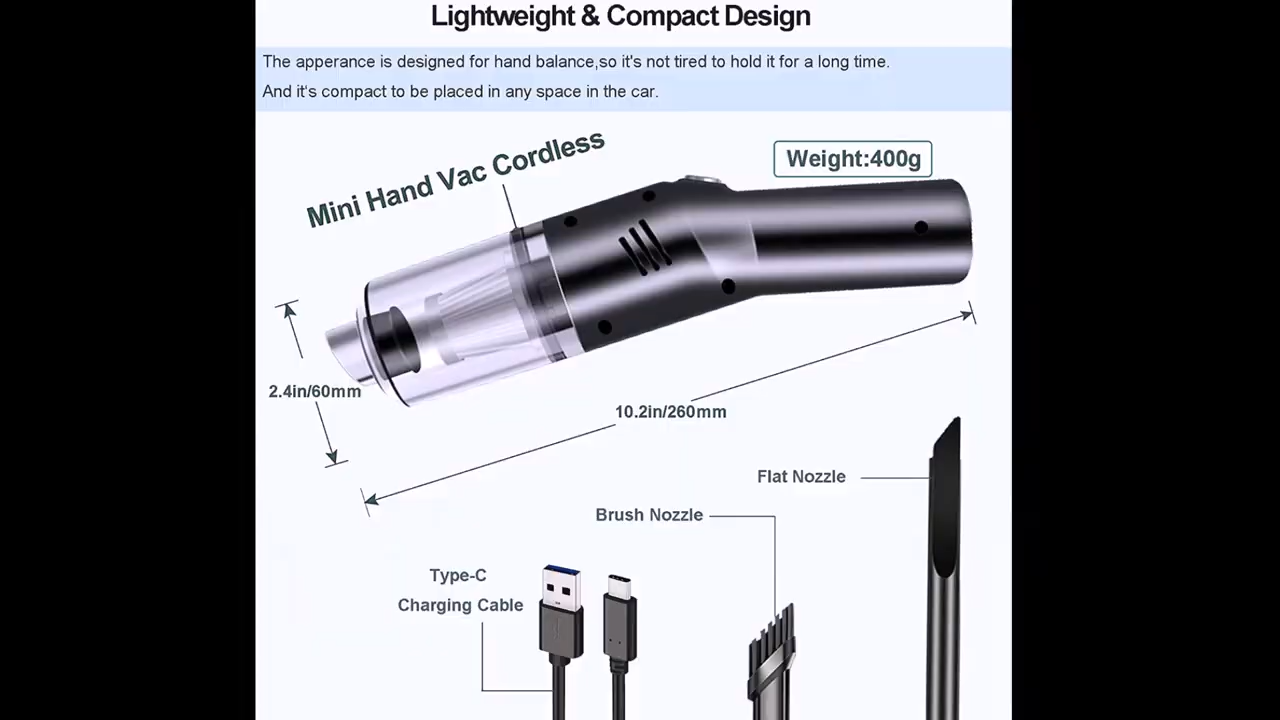 Lightweight & Compact Design
The apperance is designed for hand balance,so it's not tired to hold it for a long time.
And it's compact to be placed in any space in the car.
Mini Hand Vac Cordless
Weight:400g
2.4in/60mm
10.2in/260mm
Flat Nozzle
Brush Nozzle
Type-C
Charging Cable